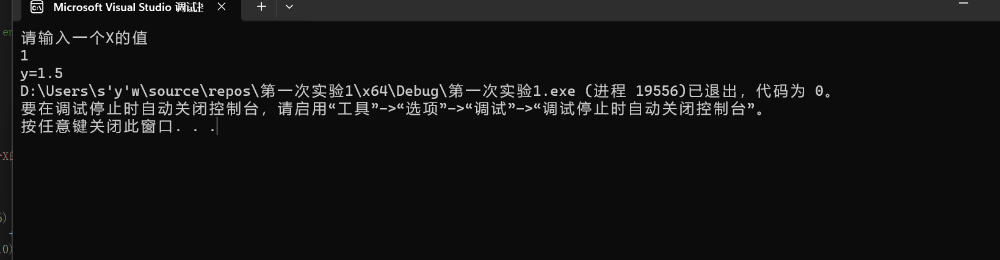 Microsoft Visual Studio 调试
请输入一个X的值
1
y=1.5
D:\Users\s'y'w\source\repos\第一次实验1\x64\Debug\第一次实验1.exe (进程 19556)已退出，代码为 0。
要在调试停止时自动关闭控制台，请启用“工具”->“选项”->“调试”->“调试停止时自动关闭控制台”。
按任意键关闭此窗口. . .